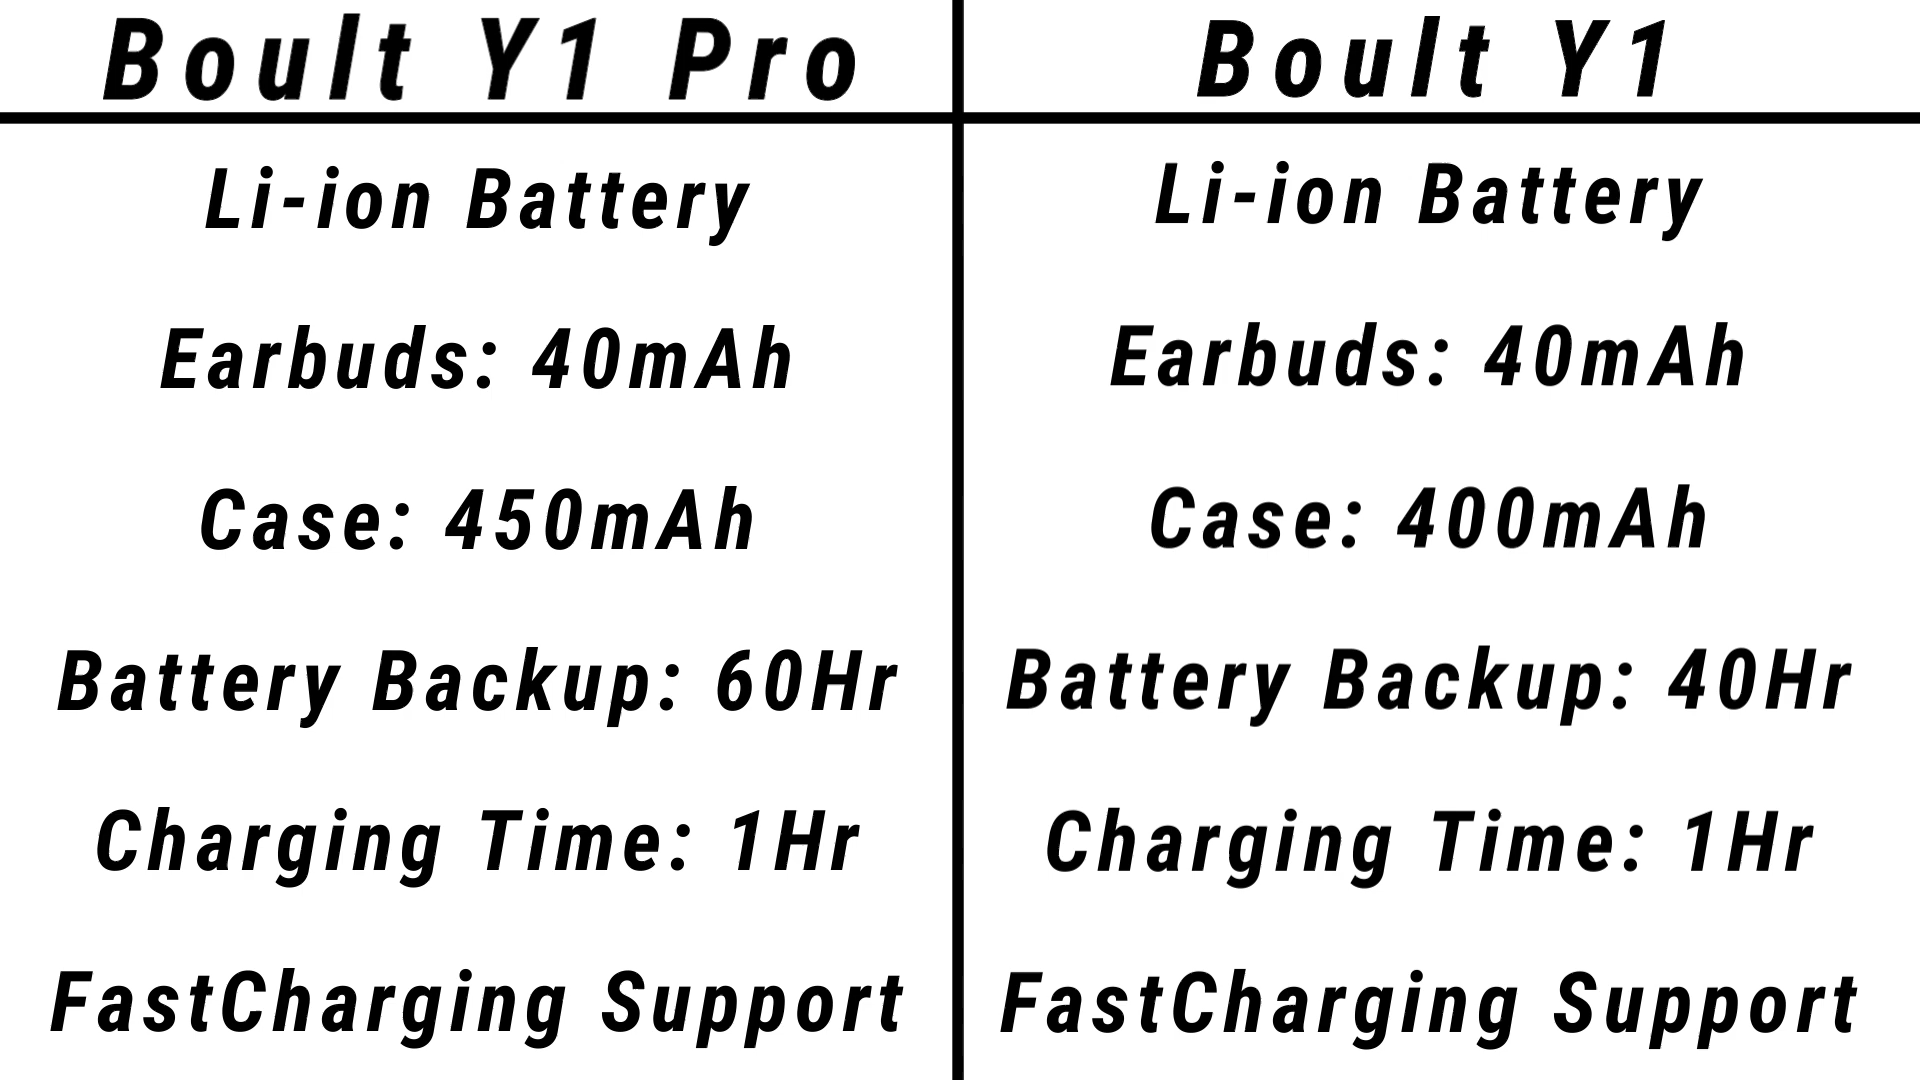 Boult Y1 Pro
Li-ion Battery
Earbuds: 40mAh
Case: 450mAh
Battery Backup: 60Hr
Charging Time: 1Hr
FastCharging Support
Boult Y1
Li-ion Battery
Earbuds: 40mAh
Case: 400mAh
Battery Backup: 40Hr
Charging Time: 1Hr
FastCharging Support